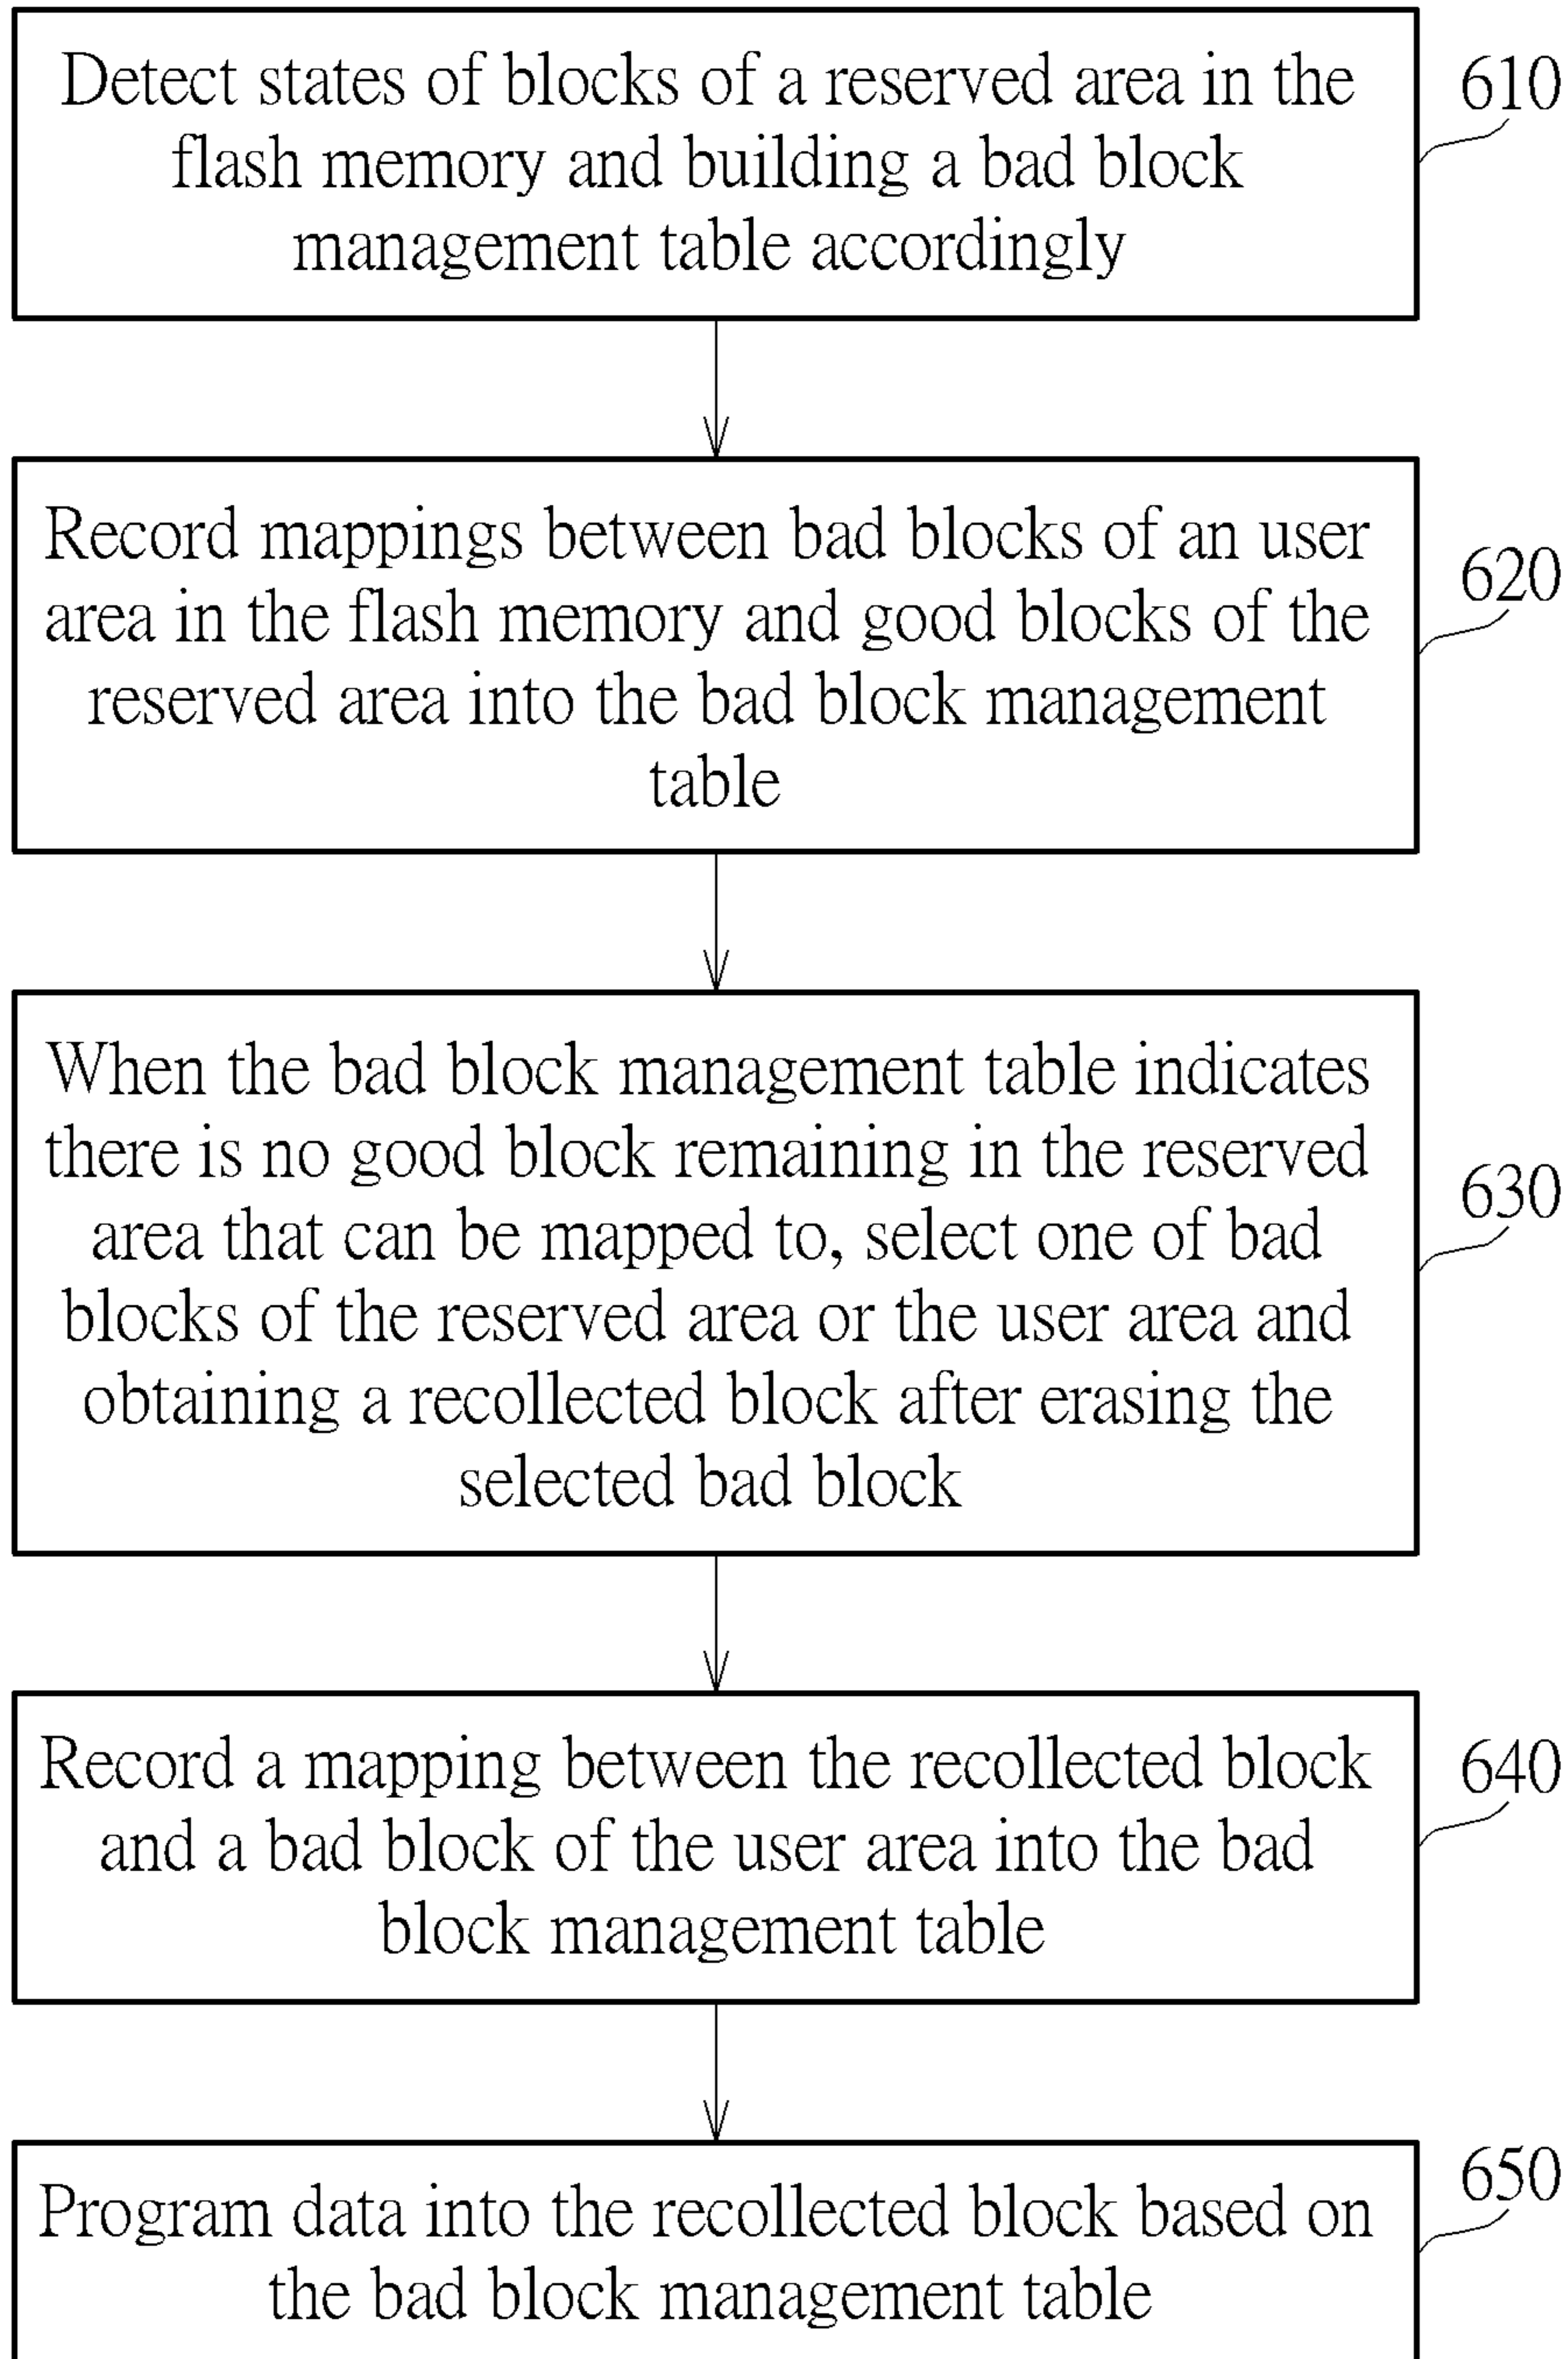 Detect states of blocks of a reserved area in the
flash memory and building a bad block
management table accordingly
610
Record mappings between bad blocks of an user
area in the flash memory and good blocks of the
reserved area into the bad block management
table
620
When the bad block management table indicates
there is no good block remaining in the reserved
area that can be mapped to, select one of bad
blocks of the reserved area or the user area and
obtaining a recollected block after erasing the
selected bad block
630
Record a mapping between the recollected block
and a bad block of the user area into the bad
block management table
640
Program data into the recollected block based on
the bad block management table
650